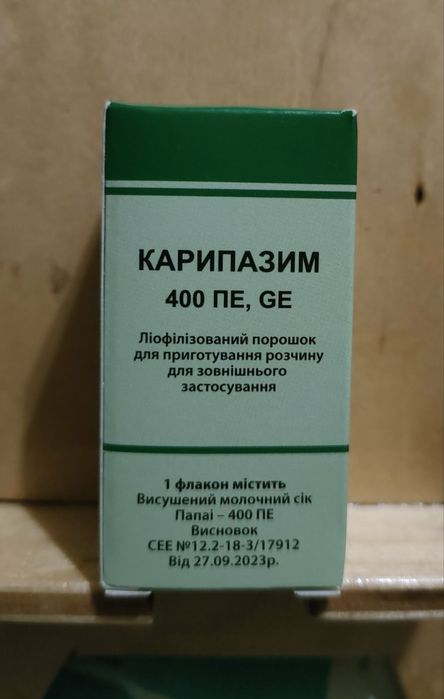 КАРИПАЗИМ
400 ПЕ, GE
Ліофілізований порошок
для приготування розчину
для зовнішнього
застосування
1 флакон містить
Висушений молочний сік
Папаі – 400 ПЕ
Висновок
СЕЕ №12.2-18-3/17912
Від 27.09.2023р.